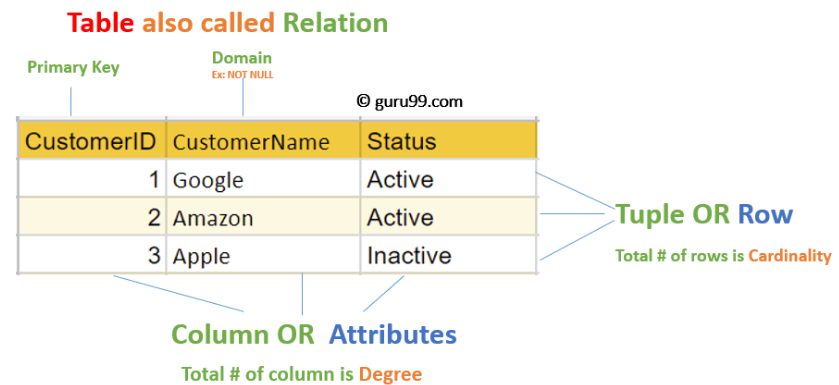 Table also called Relation
Primary Key
Domain
Ex: NOT NULL
© guru99.com
CustomerID CustomerName Status
1 Google Active
2 Amazon Active
3 Apple Inactive
Tuple OR Row
Total # of rows is Cardinality
Column OR Attributes
Total # of column is Degree